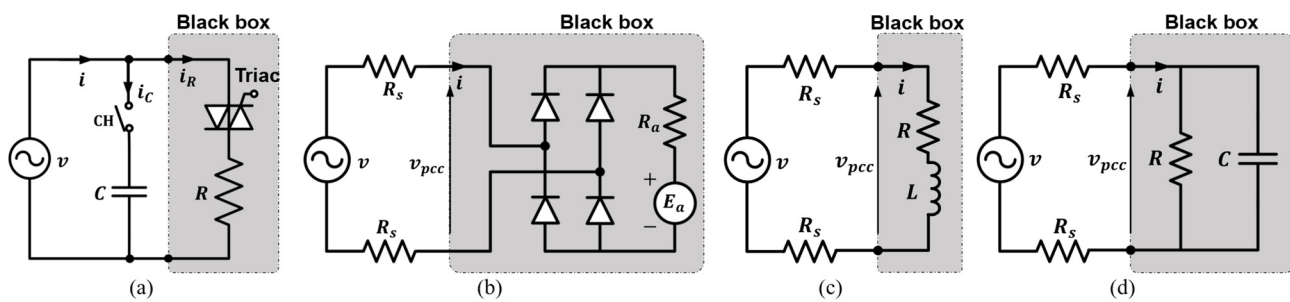 Black box
Triac
i
i_R
i_C
CH
v
C
R
(a)
Black box
R_s
i
v
v_pcc
R_a
+
E_a
−
R_s
(b)
Black box
R_s
i
R
v
v_pcc
L
R_s
(c)
Black box
R_s
i
v
v_pcc
R
C
R_s
(d)